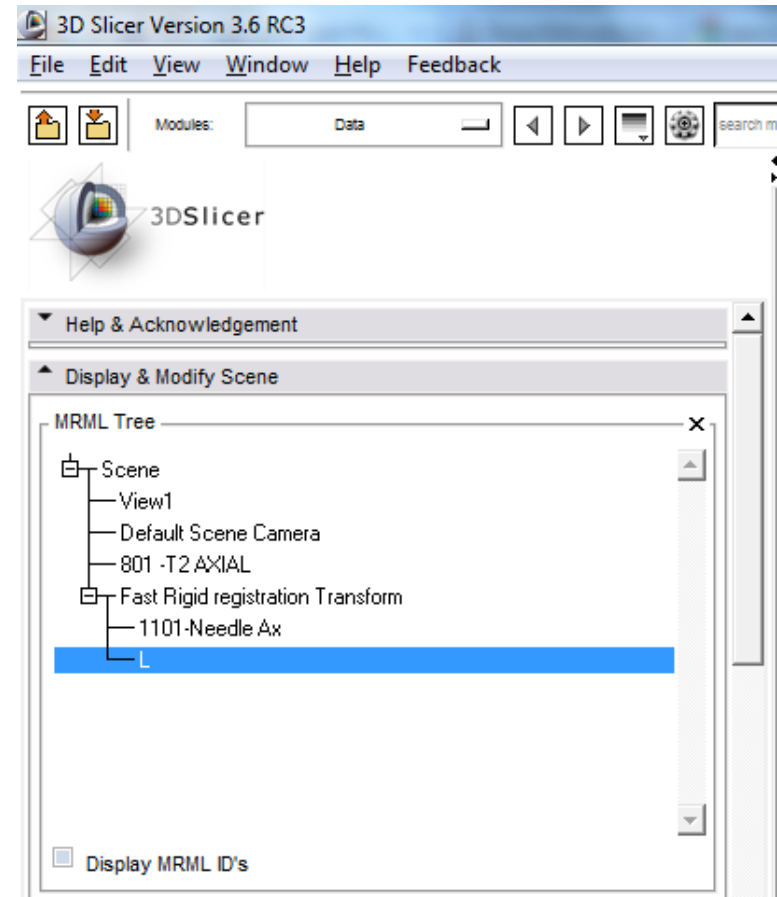 3D Slicer Version 3.6 RC3
File Edit View Window Help Feedback
Modules: Data search m
3DSlicer
Help & Acknowledgement
Display & Modify Scene
MRML Tree
Scene
View1
Default Scene Camera
801 -T2 AXIAL
Fast Rigid registration Transform
1101-Needle Ax
L
Display MRML ID's